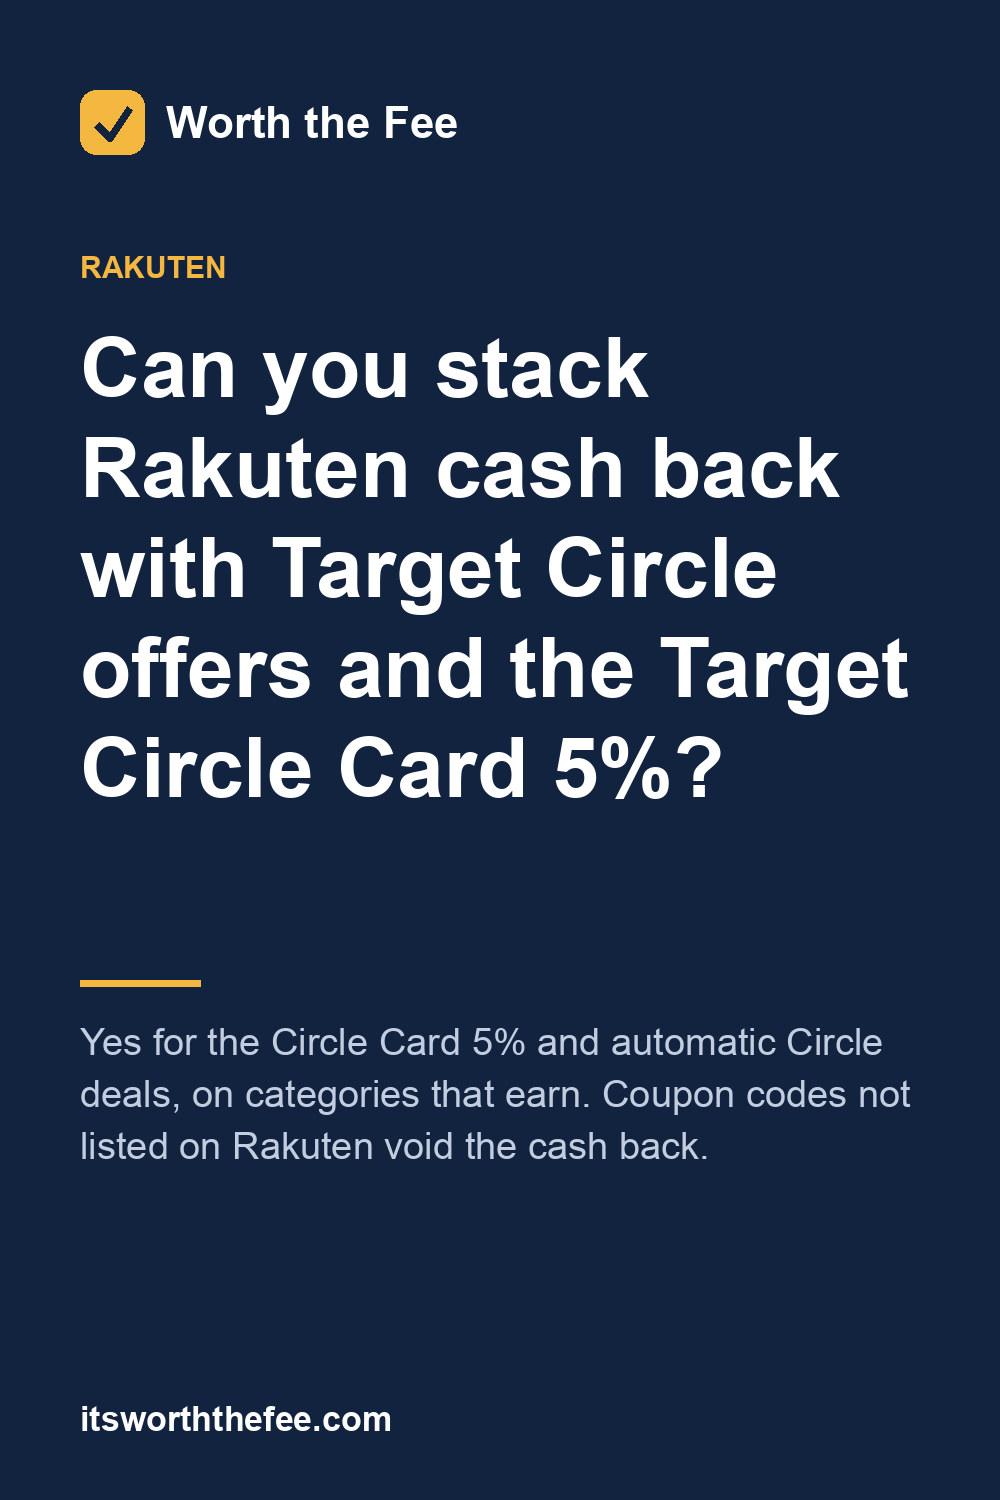 Worth the Fee
RAKUTEN
Can you stack
Rakuten cash back
with Target Circle
offers and the Target
Circle Card 5%?
Yes for the Circle Card 5% and automatic Circle
deals, on categories that earn. Coupon codes not
listed on Rakuten void the cash back.
itsworththefee.com